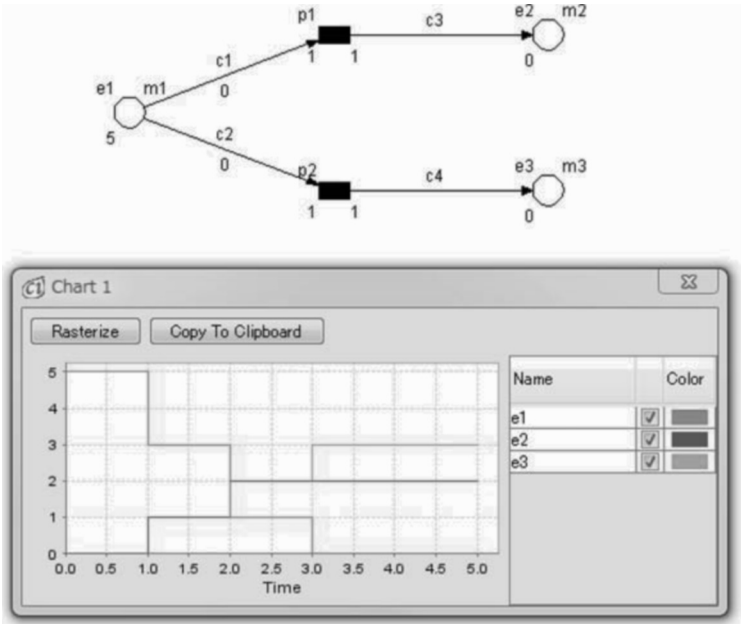 p1 c3 e2 m2
1 1
c1 0
e1 m1
0
5
c2
0
p2 c4 e3 m3
1 1
0
Chart 1
Rasterize Copy To Clipboard
5
4
3
2
1
0
0.0 0.5 1.0 1.5 2.0 2.5 3.0 3.5 4.0 4.5 5.0
Time
Name Color
e1
e2
e3